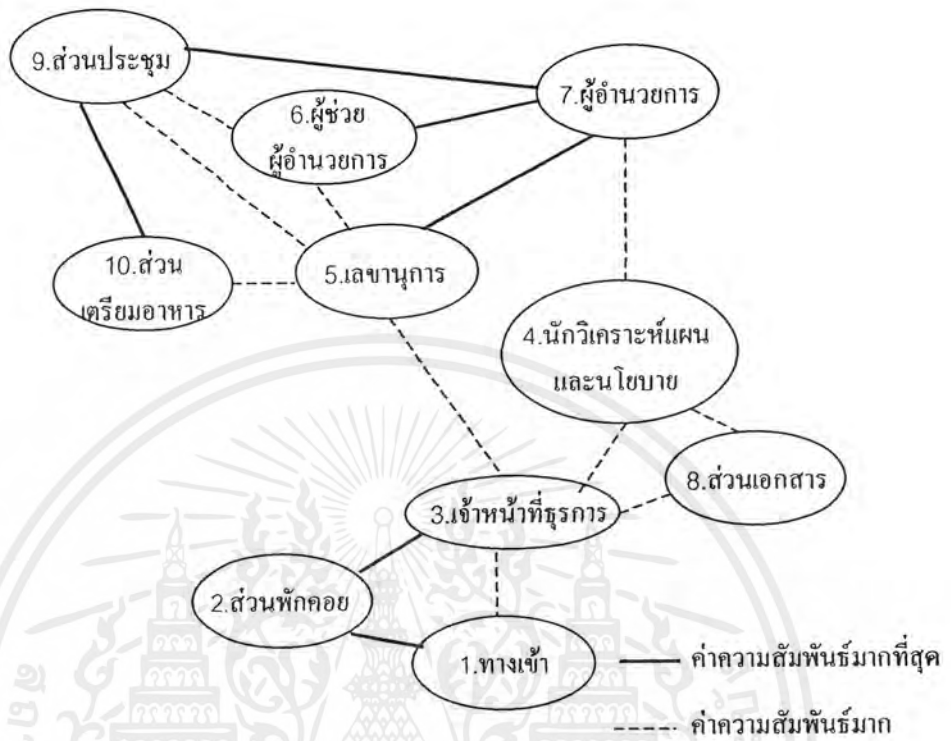 9.ส่วนประชุม
7.ผู้อำนวยการ
6.ผู้ช่วย
ผู้อำนวยการ
10.ส่วน
เตรียมอาหาร
5.เลขานุการ
4.นักวิเคราะห์แผน
และนโยบาย
8.ส่วนเอกสาร
3.เจ้าหน้าที่ธุรการ
2.ส่วนพักคอย
1.ทางเข้า
ค่าความสัมพันธ์มากที่สุด
ค่าความสัมพันธ์มาก